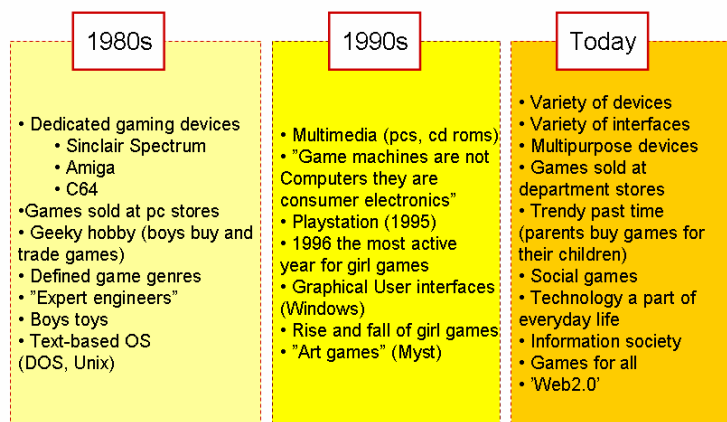 1980s
• Dedicated gaming devices
• Sinclair Spectrum
• Amiga
• C64
•Games sold at pc stores
• Geeky hobby (boys buy and
trade games)
• Defined game genres
• ”Expert engineers”
• Boys toys
• Text-based OS
(DOS, Unix)
1990s
• Multimedia (pcs, cd roms)
• ”Game machines are not
Computers they are
consumer electronics”
• Playstation (1995)
• 1996 the most active
year for girl games
• Graphical User interfaces
(Windows)
• Rise and fall of girl games
• ”Art games” (Myst)
Today
• Variety of devices
• Variety of interfaces
• Multipurpose devices
• Games sold at
department stores
• Trendy past time
(parents buy games for
their children)
• Social games
• Technology a part of
everyday life
• Information society
• Games for all
• ’Web2.0’